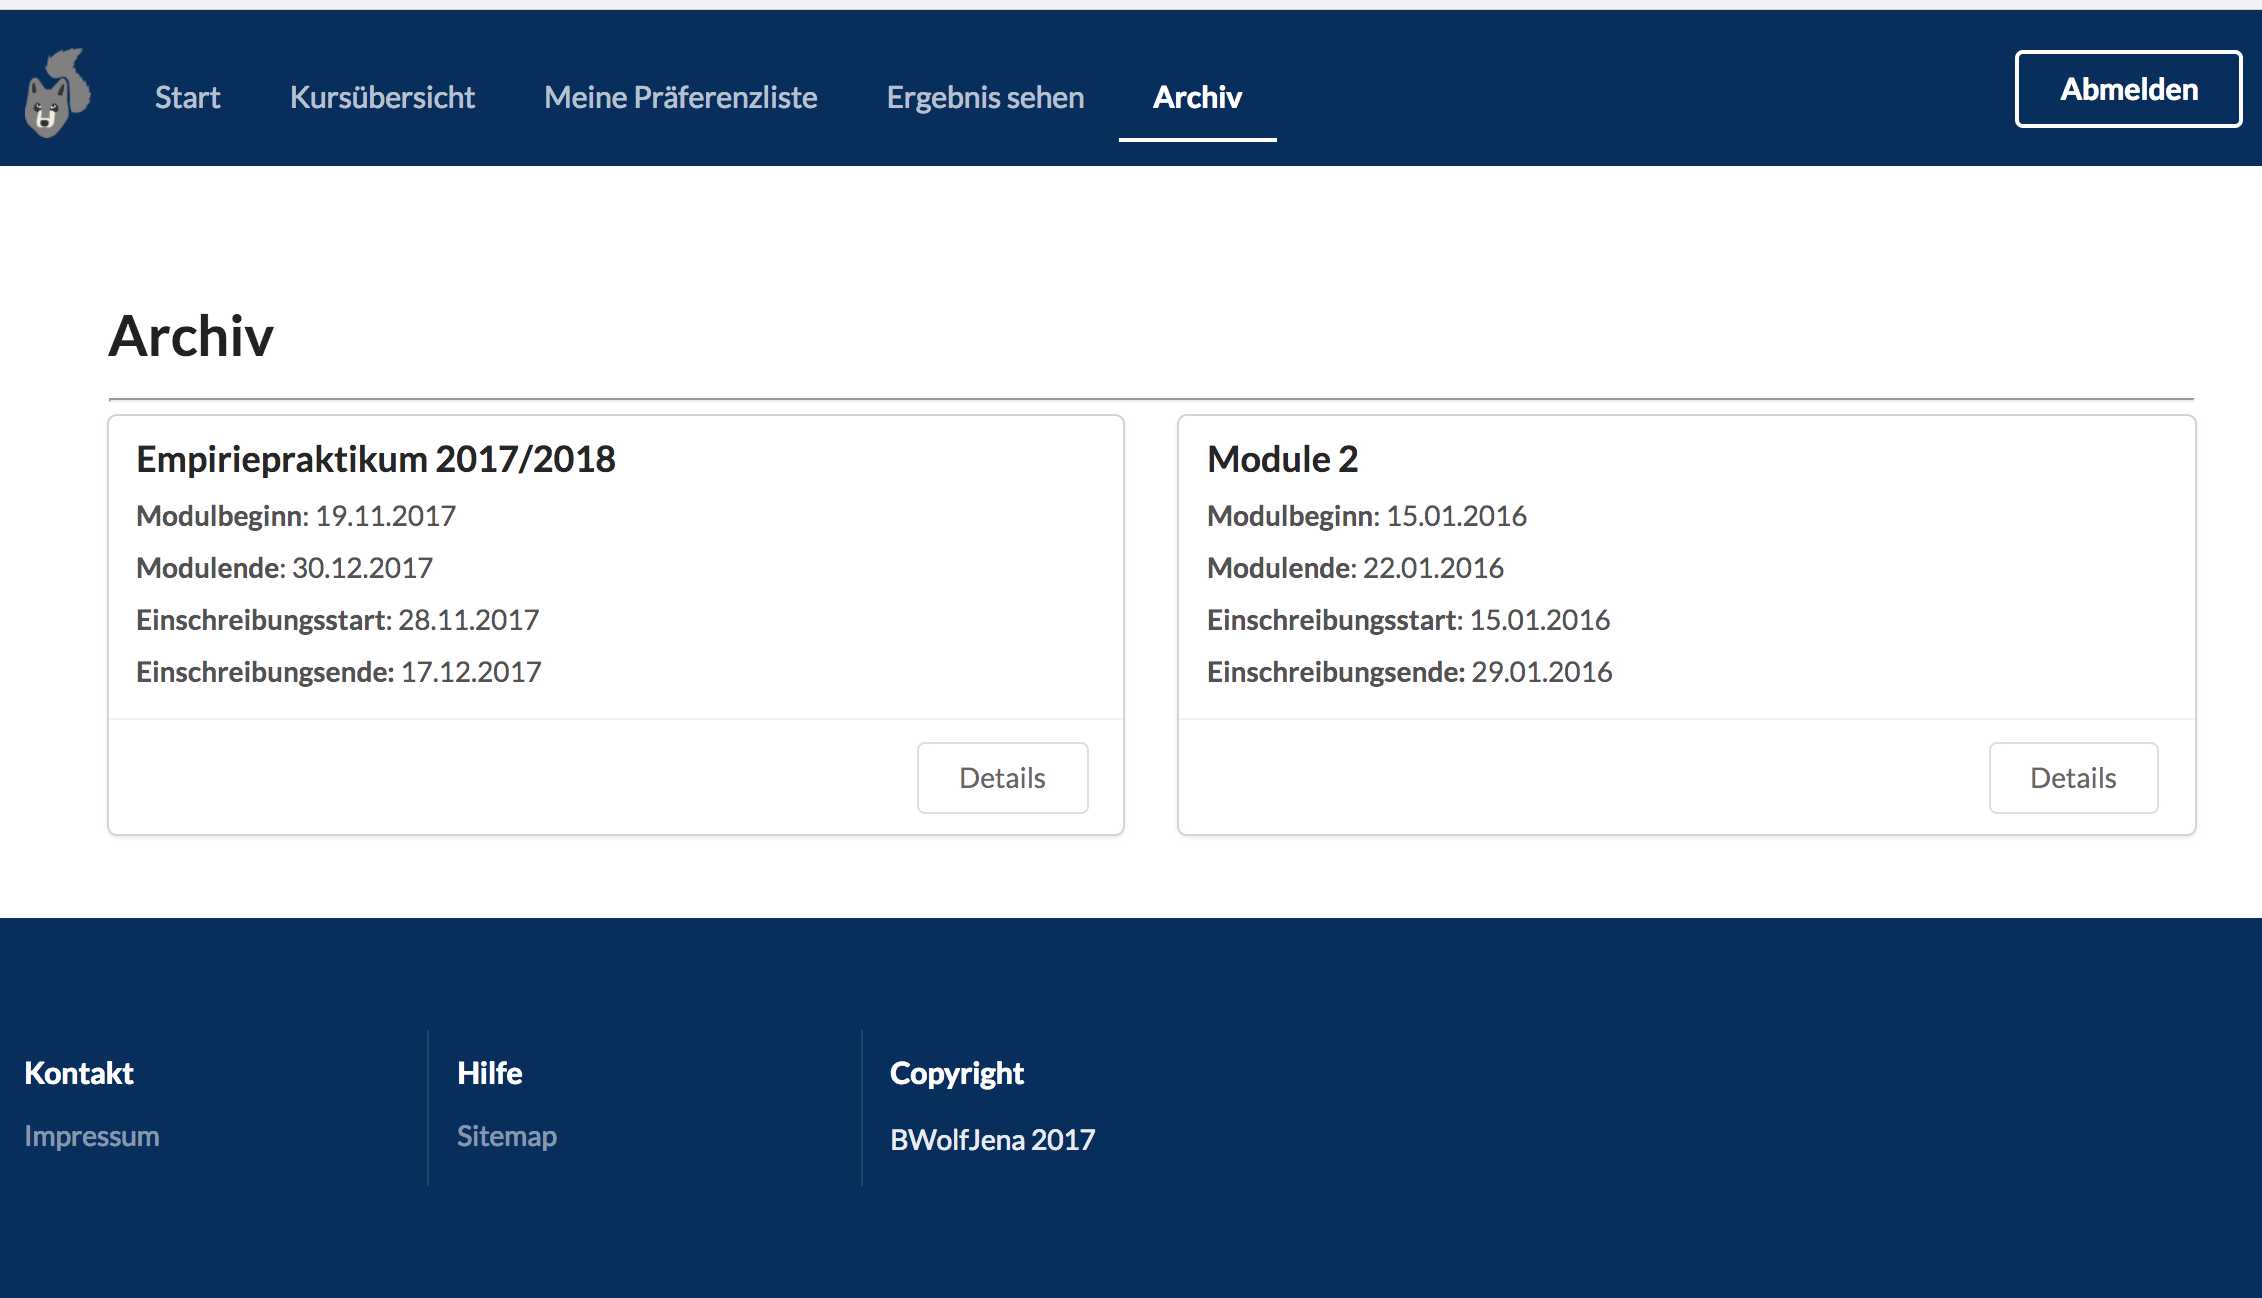 Start Kursübersicht Meine Präferenzliste Ergebnis sehen Archiv Abmelden
Archiv
Empiriepraktikum 2017/2018
Modulbeginn: 19.11.2017
Modulende: 30.12.2017
Einschreibungsstart: 28.11.2017
Einschreibungsende: 17.12.2017
Details
Module 2
Modulbeginn: 15.01.2016
Modulende: 22.01.2016
Einschreibungsstart: 15.01.2016
Einschreibungsende: 29.01.2016
Details
Kontakt
Impressum
Hilfe
Sitemap
Copyright
BWolfJena 2017